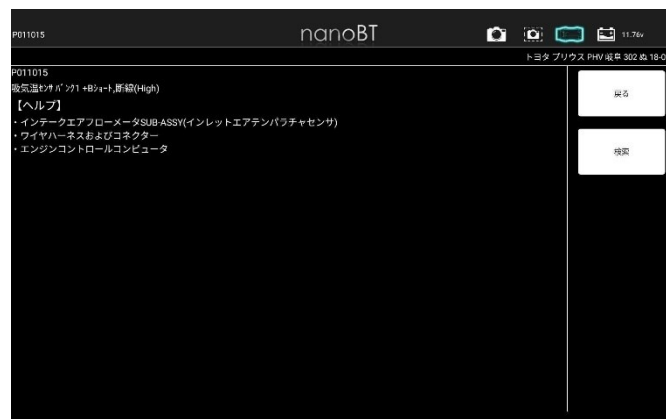 P011015
nanoBT
11.76v
トヨタ プリウス PHV 岐阜 302 ぬ 18-0
P011015
吸気温ｾﾝｻ ﾊﾞﾝｸ1 +Bｼｮｰﾄ,断線(High)
【ヘルプ】
・インテークエアフローメータSUB-ASSY(インレットエアテンパラチャセンサ)
・ワイヤハーネスおよびコネクター
・エンジンコントロールコンピュータ
戻る
検索